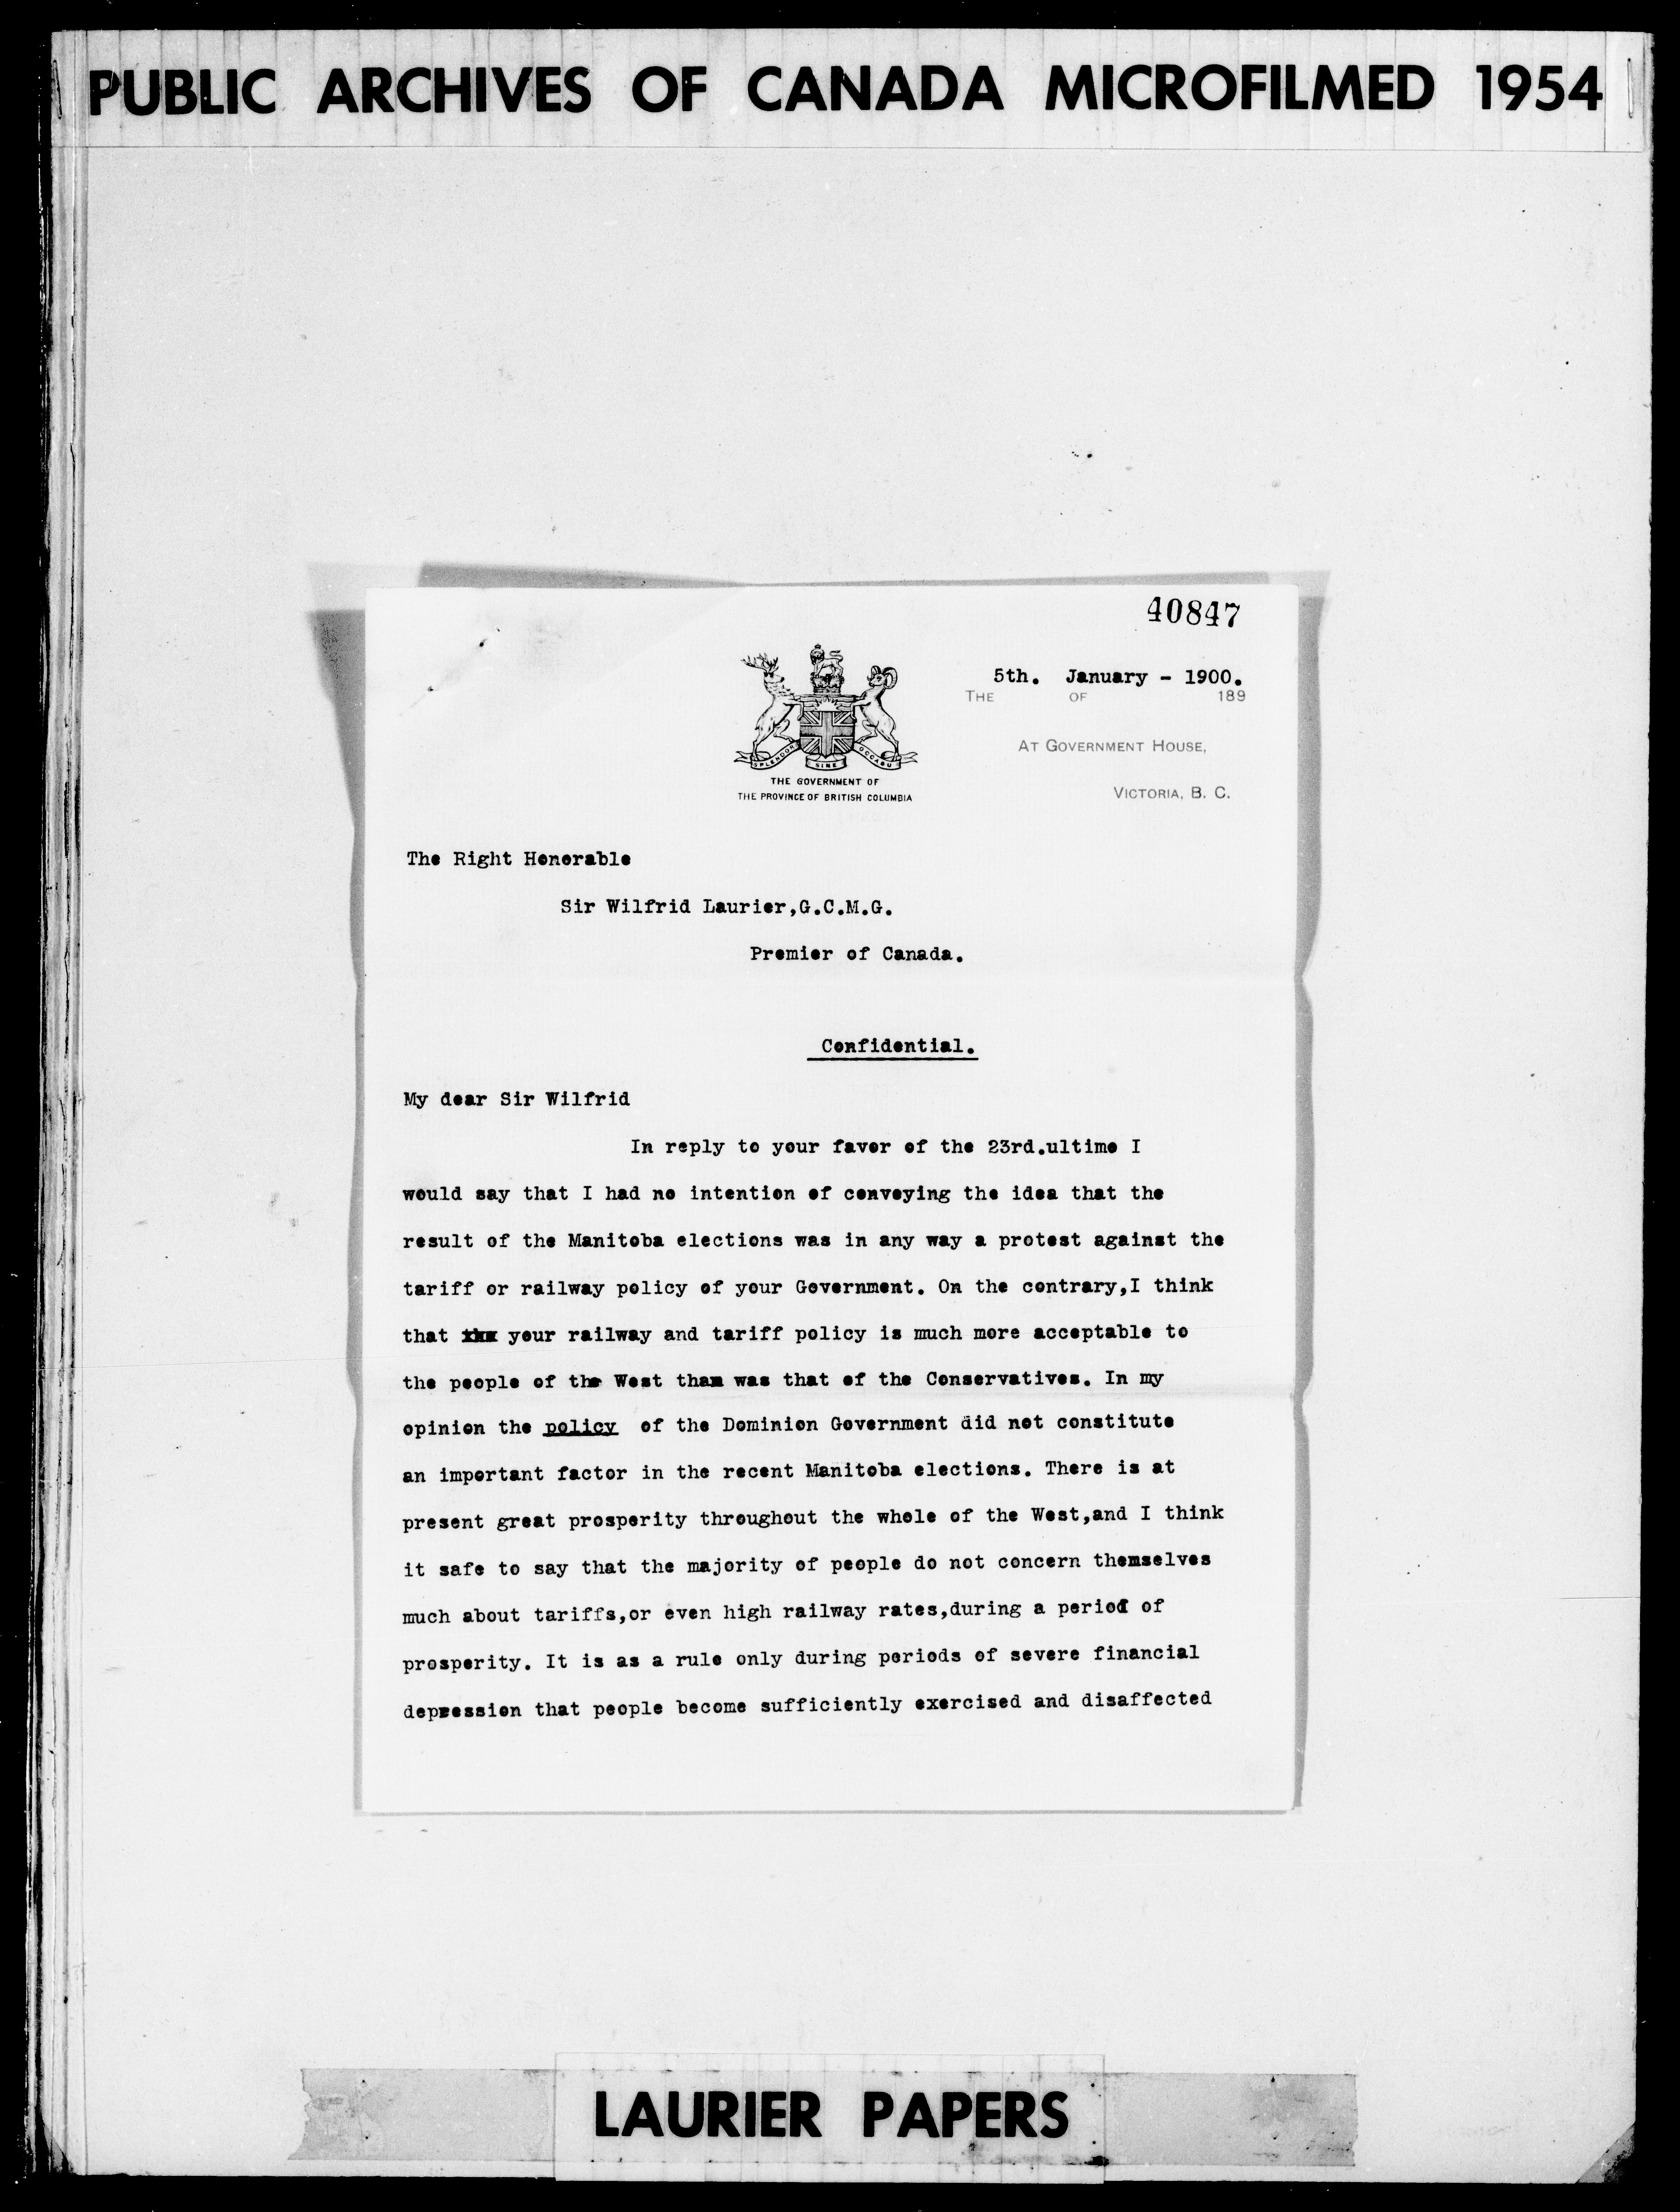 PUBLIC ARCHIVES OF CANADA MICROFILMED 1954
40847
5th. January - 1900.
THE OF 189
AT GOVERNMENT HOUSE,
VICTORIA, B. C.
SPLENDOR SINE OCCASU
THE GOVERNMENT OF
THE PROVINCE OF BRITISH COLUMBIA
The Right Honorable
Sir Wilfrid Laurier,G.C.M.G.
Premier of Canada.
Confidential.
My dear Sir Wilfrid
In reply to your favor of the 23rd.ultimo I
would say that I had no intention of conveying the idea that the
result of the Manitoba elections was in any way a protest against the
tariff or railway policy of your Government. On the contrary,I think
that your railway and tariff policy is much more acceptable to
the people of the West than was that of the Conservatives. In my
opinion the policy of the Dominion Government did not constitute
an important factor in the recent Manitoba elections. There is at
present great prosperity throughout the whole of the West,and I think
it safe to say that the majority of people do not concern themselves
much about tariffs,or even high railway rates,during a period of
prosperity. It is as a rule only during periods of severe financial
depression that people become sufficiently exercised and disaffected
LAURIER PAPERS